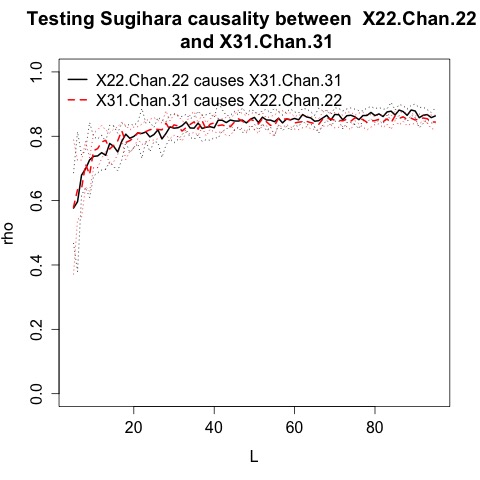 Testing Sugihara causality between X22.Chan.22
and X31.Chan.31
X22.Chan.22 causes X31.Chan.31
X31.Chan.31 causes X22.Chan.22
rho
1.0
0.8
0.6
0.4
0.2
0.0
20 40 60 80
L